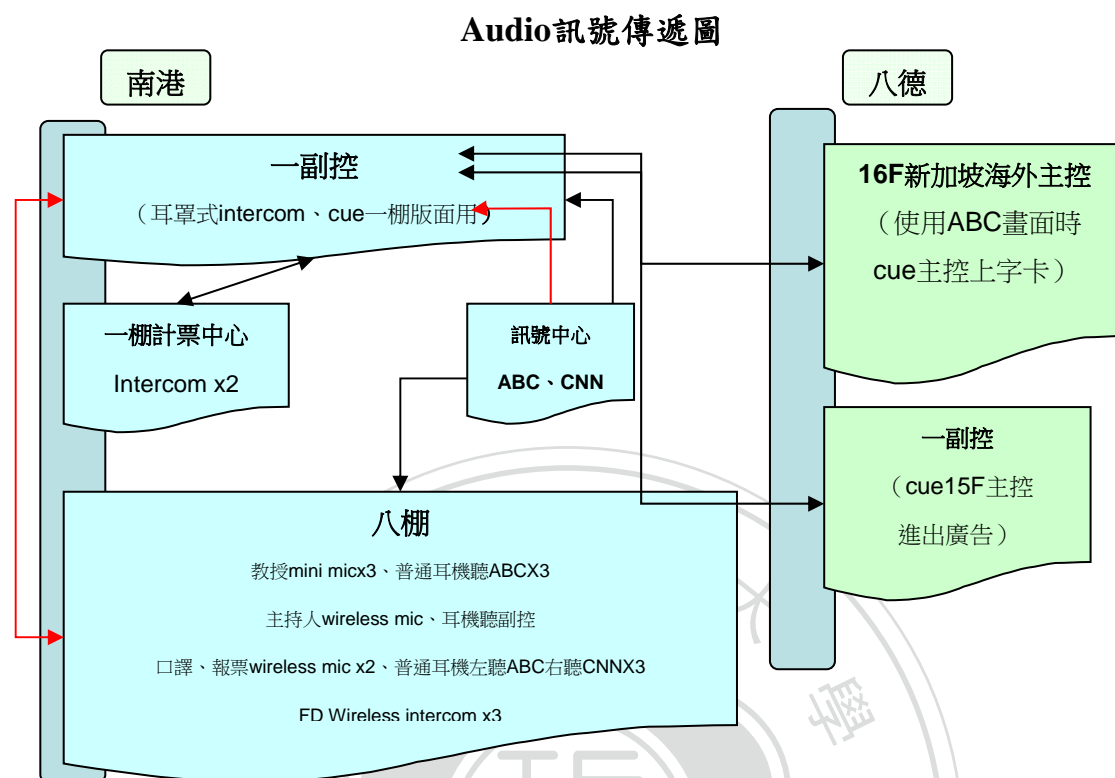 Audio訊號傳遞圖
南港
八德
一副控
（耳罩式intercom、cue一棚版面用）
16F新加坡海外主控
（使用ABC畫面時
cue主控上字卡）
一棚計票中心
Intercom x2
訊號中心
ABC、CNN
一副控
（cue15F主控
進出廣告）
八棚
教授mini micx3、普通耳機聽ABCX3
主持人wireless mic、耳機聽副控
口譯、報票wireless mic x2、普通耳機左聽ABC右聽CNNX3
FD Wireless intercom x3
大
學